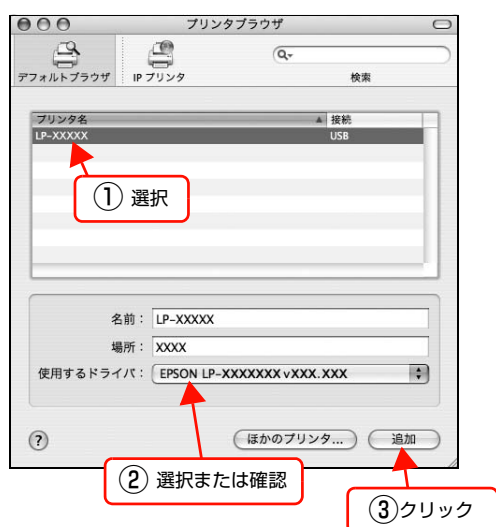 プリンタブラウザ
デフォルトブラウザ
IP プリンタ
検索
プリンタ名
接続
LP-XXXXX
USB
① 選択
名前：
LP-XXXXX
場所：
XXXX
使用するドライバ：
EPSON LP-XXXXXXX vXXX.XXX
?
ほかのプリンタ...
追加
② 選択または確認
③クリック